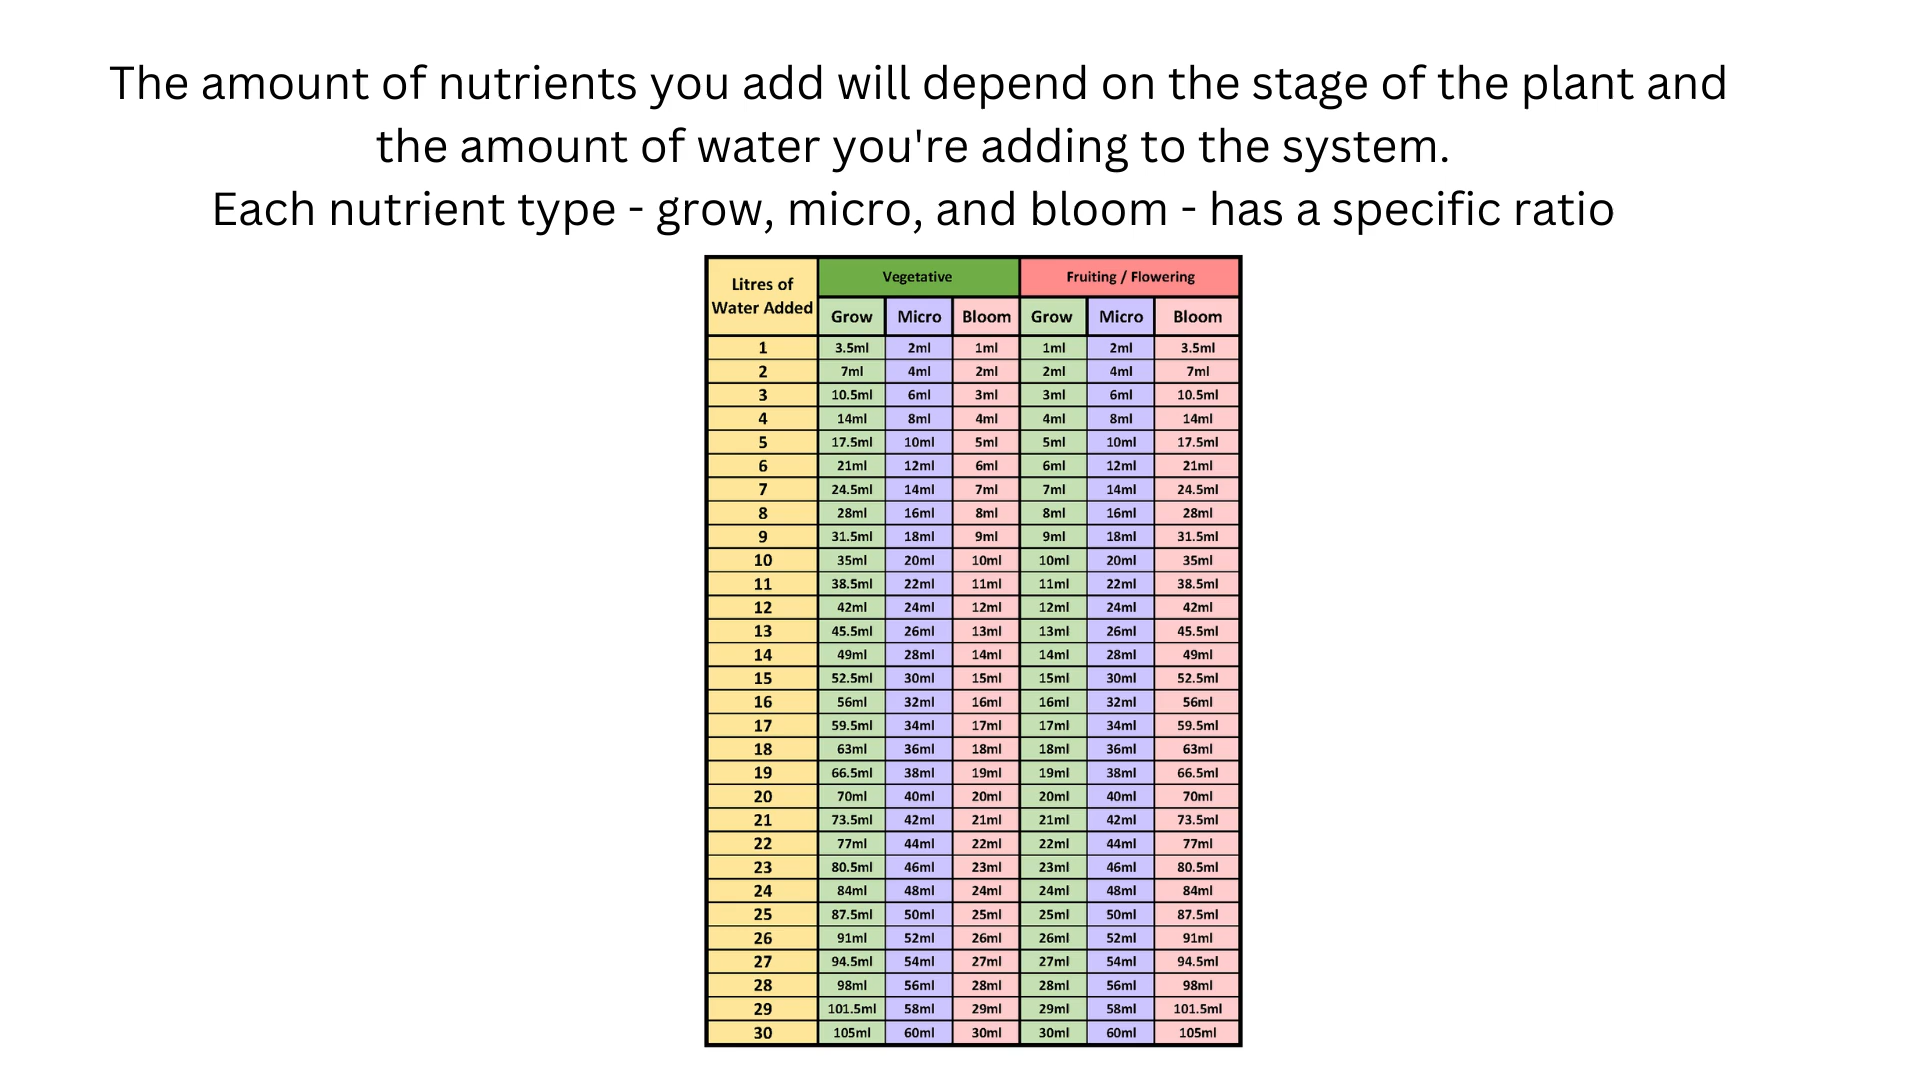 The amount of nutrients you add will depend on the stage of the plant and
the amount of water you're adding to the system.
Each nutrient type - grow, micro, and bloom - has a specific ratio
Litres of
Water Added
Vegetative Fruiting / Flowering
Grow Micro Bloom Grow Micro Bloom
1 3.5ml 2ml 1ml 1ml 2ml 3.5ml
2 7ml 4ml 2ml 2ml 4ml 7ml
3 10.5ml 6ml 3ml 3ml 6ml 10.5ml
4 14ml 8ml 4ml 4ml 8ml 14ml
5 17.5ml 10ml 5ml 5ml 10ml 17.5ml
6 21ml 12ml 6ml 6ml 12ml 21ml
7 24.5ml 14ml 7ml 7ml 14ml 24.5ml
8 28ml 16ml 8ml 8ml 16ml 28ml
9 31.5ml 18ml 9ml 9ml 18ml 31.5ml
10 35ml 20ml 10ml 10ml 20ml 35ml
11 38.5ml 22ml 11ml 11ml 22ml 38.5ml
12 42ml 24ml 12ml 12ml 24ml 42ml
13 45.5ml 26ml 13ml 13ml 26ml 45.5ml
14 49ml 28ml 14ml 14ml 28ml 49ml
15 52.5ml 30ml 15ml 15ml 30ml 52.5ml
16 56ml 32ml 16ml 16ml 32ml 56ml
17 59.5ml 34ml 17ml 17ml 34ml 59.5ml
18 63ml 36ml 18ml 18ml 36ml 63ml
19 66.5ml 38ml 19ml 19ml 38ml 66.5ml
20 70ml 40ml 20ml 20ml 40ml 70ml
21 73.5ml 42ml 21ml 21ml 42ml 73.5ml
22 77ml 44ml 22ml 22ml 44ml 77ml
23 80.5ml 46ml 23ml 23ml 46ml 80.5ml
24 84ml 48ml 24ml 24ml 48ml 84ml
25 87.5ml 50ml 25ml 25ml 50ml 87.5ml
26 91ml 52ml 26ml 26ml 52ml 91ml
27 94.5ml 54ml 27ml 27ml 54ml 94.5ml
28 98ml 56ml 28ml 28ml 56ml 98ml
29 101.5ml 58ml 29ml 29ml 58ml 101.5ml
30 105ml 60ml 30ml 30ml 60ml 105ml